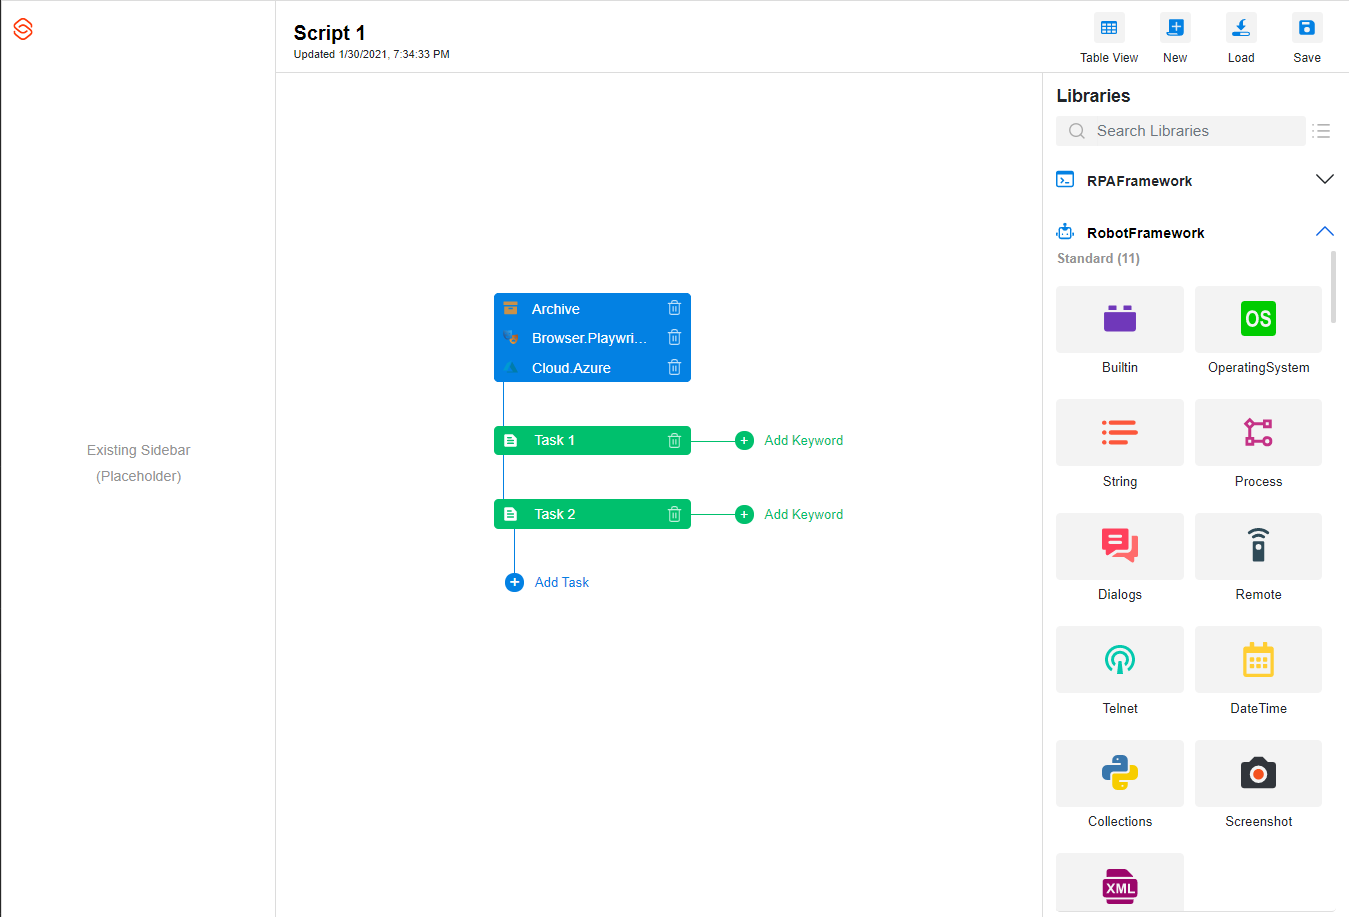 Script 1
Updated 1/30/2021, 7:34:33 PM
Table View
New
Load
Save
Existing Sidebar
(Placeholder)
Archive
Browser.Playwri...
Cloud.Azure
Task 1
Add Keyword
Task 2
Add Keyword
Add Task
Libraries
Search Libraries
RPAFramework
RobotFramework
Standard (11)
OS
Builtin
OperatingSystem
String
Process
Dialogs
Remote
Telnet
DateTime
Collections
Screenshot
XML